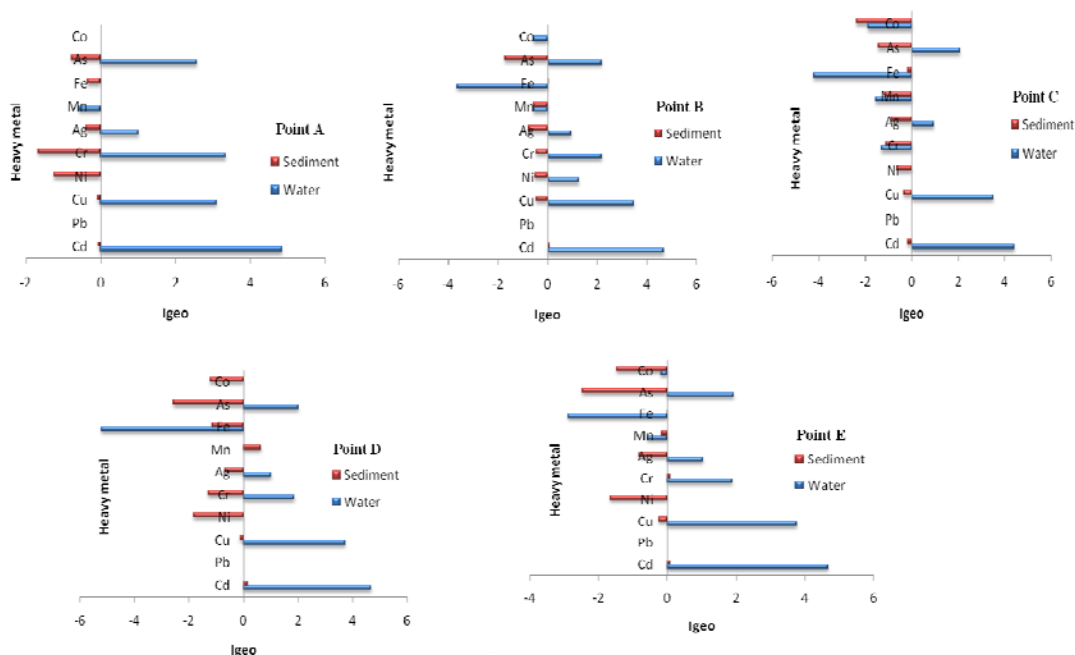 Heavy metal
Co
As
Fe
Mn
Ag
Cr
Ni
Cu
Pb
Cd
-2 0 2 4 6
Igeo
Point A
Sediment
Water
Heavy metal
Co
As
Fe
Mn
Ag
Cr
Ni
Cu
Pb
Cd
-6 -4 -2 0 2 4 6
Igeo
Point B
Sediment
Water
Heavy metal
Co
As
Fe
Mn
Ag
Cr
Ni
Cu
Pb
Cd
-6 -4 -2 0 2 4 6
Igeo
Point C
Sediment
Water
Heavy metal
Co
As
Fe
Mn
Ag
Cr
Ni
Cu
Pb
Cd
-6 -4 -2 0 2 4 6
Igeo
Point D
Sediment
Water
Heavy metal
Co
As
Fe
Mn
Ag
Cr
Ni
Cu
Pb
Cd
-4 -2 0 2 4 6
Igeo
Point E
Sediment
Water